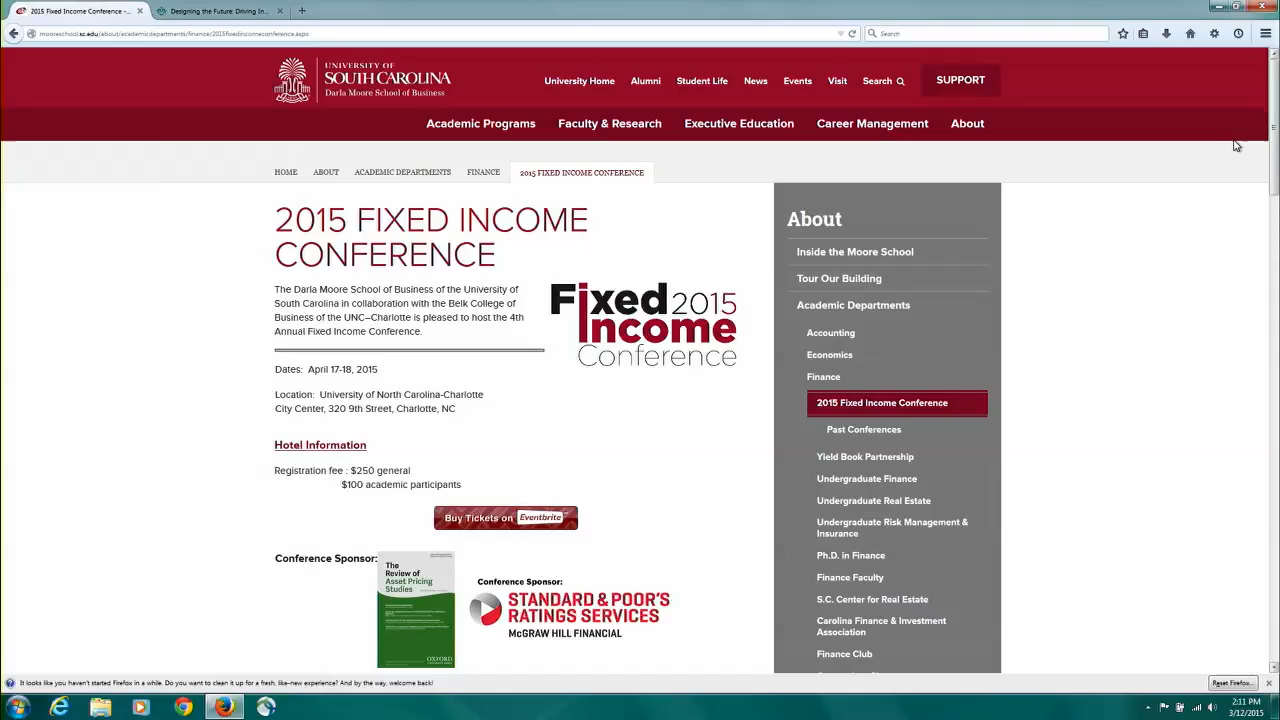 2015 Fixed Income Conference -...
Designing the Future: Driving In...
mooreschool.sc.edu/about/academicdepartments/finance/2015fixedincomeconference.aspx
Search
UNIVERSITY OF
SOUTH CAROLINA
Darla Moore School of Business
University Home
Alumni
Student Life
News
Events
Visit
Search
SUPPORT
Academic Programs
Faculty & Research
Executive Education
Career Management
About
HOME
ABOUT
ACADEMIC DEPARTMENTS
FINANCE
2015 FIXED INCOME CONFERENCE
2015 FIXED INCOME
CONFERENCE
The Darla Moore School of Business of the University of
South Carolina in collaboration with the Belk College of
Business of the UNC–Charlotte is pleased to host the 4th
Annual Fixed Income Conference.
Fixed 2015
Income
Conference
Dates: April 17-18, 2015
Location: University of North Carolina-Charlotte
City Center, 320 9th Street, Charlotte, NC
Hotel Information
Registration fee : $250 general
$100 academic participants
Buy Tickets on Eventbrite
Conference Sponsor:
The
Review of
Asset Pricing
Studies
OXFORD
Conference Sponsor:
STANDARD & POOR'S
RATINGS SERVICES
McGRAW HILL FINANCIAL
About
Inside the Moore School
Tour Our Building
Academic Departments
Accounting
Economics
Finance
2015 Fixed Income Conference
Past Conferences
Yield Book Partnership
Undergraduate Finance
Undergraduate Real Estate
Undergraduate Risk Management &
Insurance
Ph.D. in Finance
Finance Faculty
S.C. Center for Real Estate
Carolina Finance & Investment
Association
Finance Club
It looks like you haven't started Firefox in a while. Do you want to clean it up for a fresh, like-new experience? And by the way, welcome back!
Reset Firefox...
2:11 PM
3/12/2015